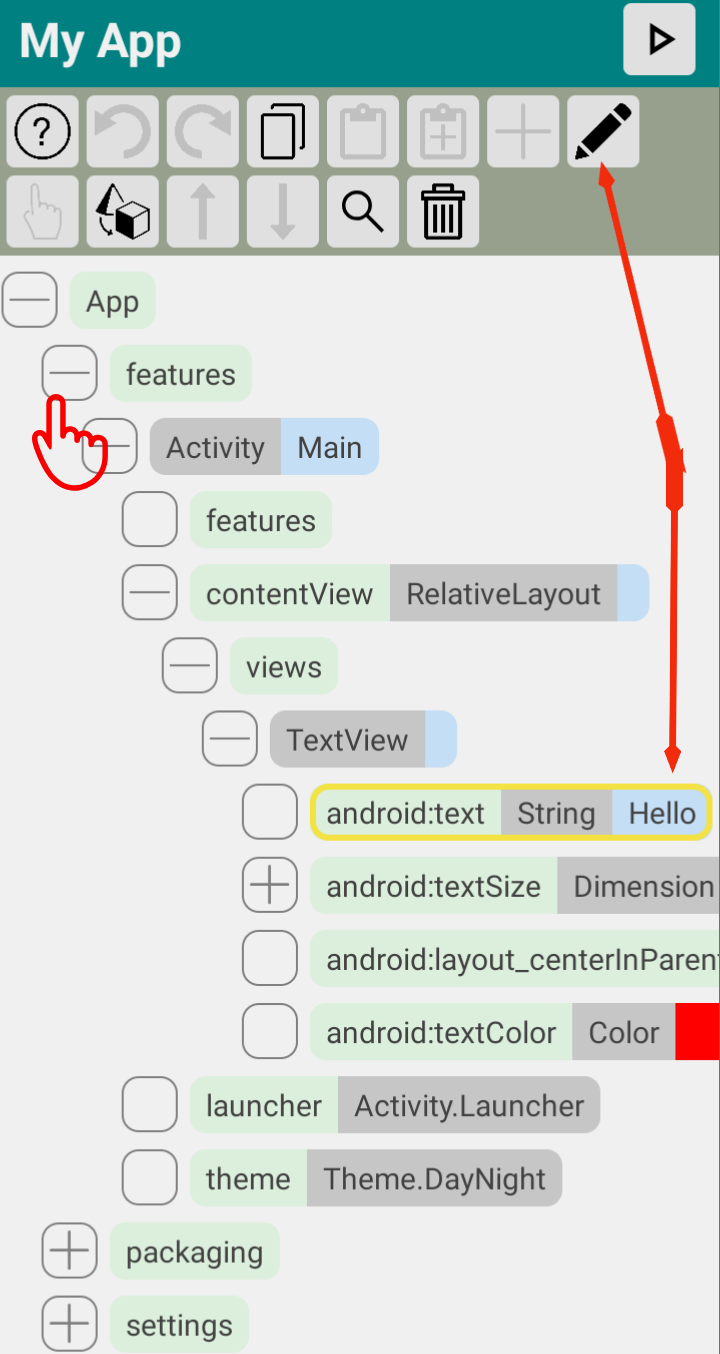 My App
?
App
features
Activity Main
features
contentView RelativeLayout
views
TextView
android:text String Hello
android:textSize Dimension
android:layout_centerInParent
android:textColor Color
launcher Activity.Launcher
theme Theme.DayNight
packaging
settings